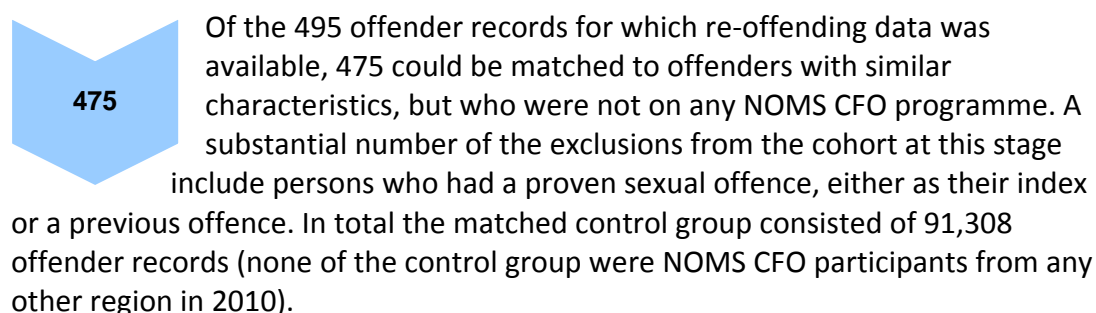 Of the 495 offender records for which re-offending data was
available, 475 could be matched to offenders with similar
475
characteristics, but who were not on any NOMS CFO programme. A
substantial number of the exclusions from the cohort at this stage
include persons who had a proven sexual offence, either as their index
or a previous offence. In total the matched control group consisted of 91,308
offender records (none of the control group were NOMS CFO participants from any
other region in 2010).